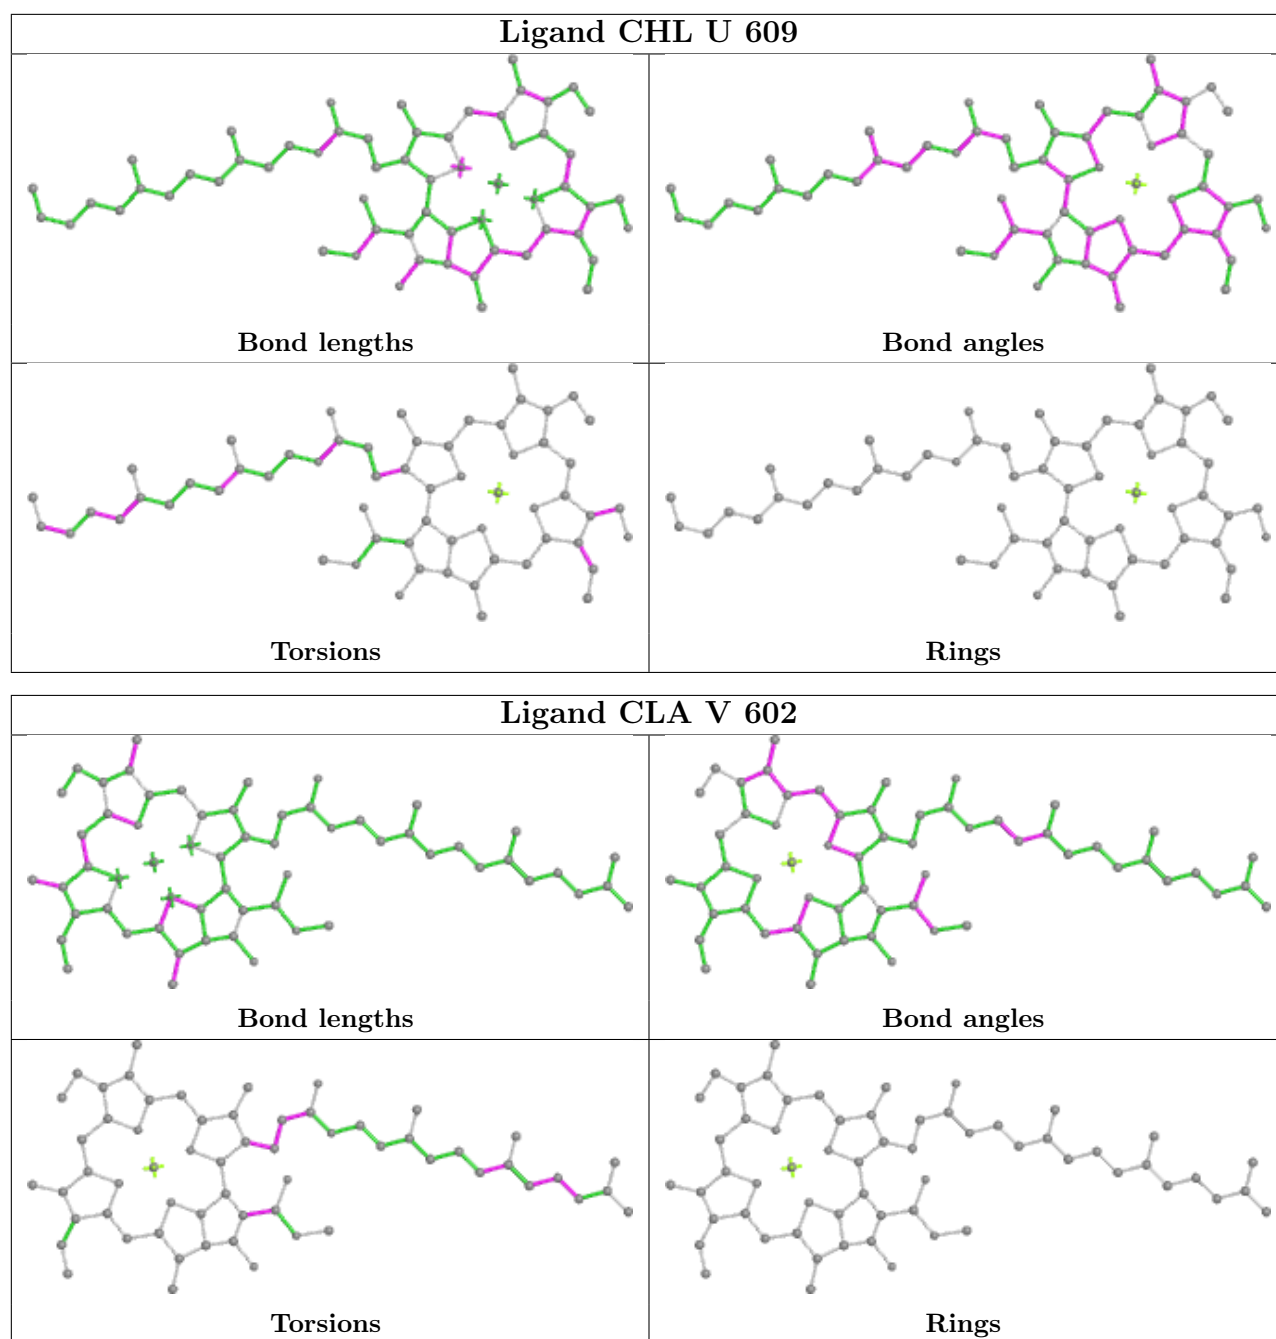 Ligand CHL U 609
Bond lengths
Bond angles
Torsions
Rings
Ligand CLA V 602
Bond lengths
Bond angles
Torsions
Rings